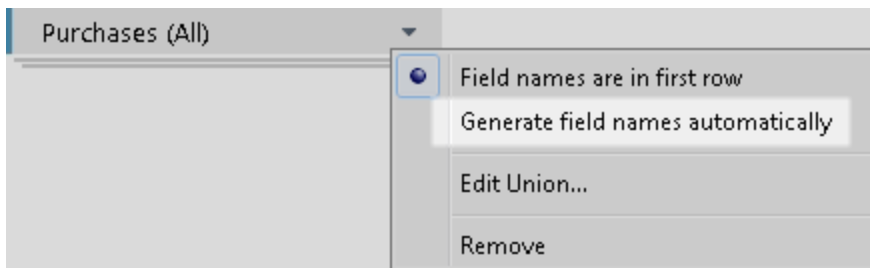 Purchases (All)
Field names are in first row
Generate field names automatically
Edit Union...
Remove